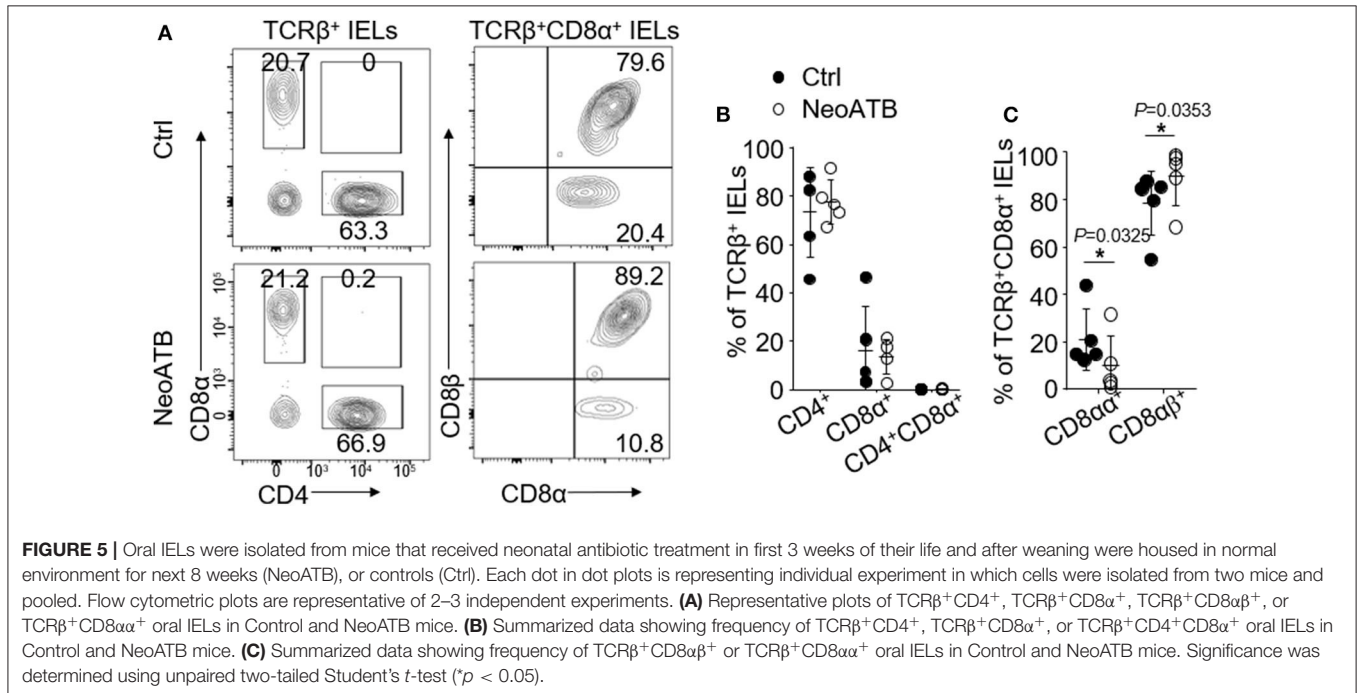 A
TCRβ+ IELs
TCRβ+CD8α+ IELs
Ctrl
20.7 0
63.3
79.6
20.4
NeoATB
CD8α
21.2 0.2
66.9
10⁵
10⁴
10³
0
0 10³ 10⁴ 10⁵
CD4
CD8β
89.2
10.8
CD8α
Ctrl
NeoATB
B
% of TCRβ+ IELs
100
80
60
40
20
0
CD4+
CD8α+
CD4+CD8α+
C
% of TCRβ+CD8α+ IELs
P=0.0353
*
P=0.0325
*
100
80
60
40
20
0
CD8αα+
CD8αβ+
FIGURE 5 | Oral IELs were isolated from mice that received neonatal antibiotic treatment in first 3 weeks of their life and after weaning were housed in normal
environment for next 8 weeks (NeoATB), or controls (Ctrl). Each dot in dot plots is representing individual experiment in which cells were isolated from two mice and
pooled. Flow cytometric plots are representative of 2–3 independent experiments. (A) Representative plots of TCRβ+CD4+, TCRβ+CD8α+, TCRβ+CD8αβ+, or
TCRβ+CD8αα+ oral IELs in Control and NeoATB mice. (B) Summarized data showing frequency of TCRβ+CD4+, TCRβ+CD8α+, or TCRβ+CD4+CD8α+ oral IELs in
Control and NeoATB mice. (C) Summarized data showing frequency of TCRβ+CD8αβ+ or TCRβ+CD8αα+ oral IELs in Control and NeoATB mice. Significance was
determined using unpaired two-tailed Student's t-test (*p < 0.05).